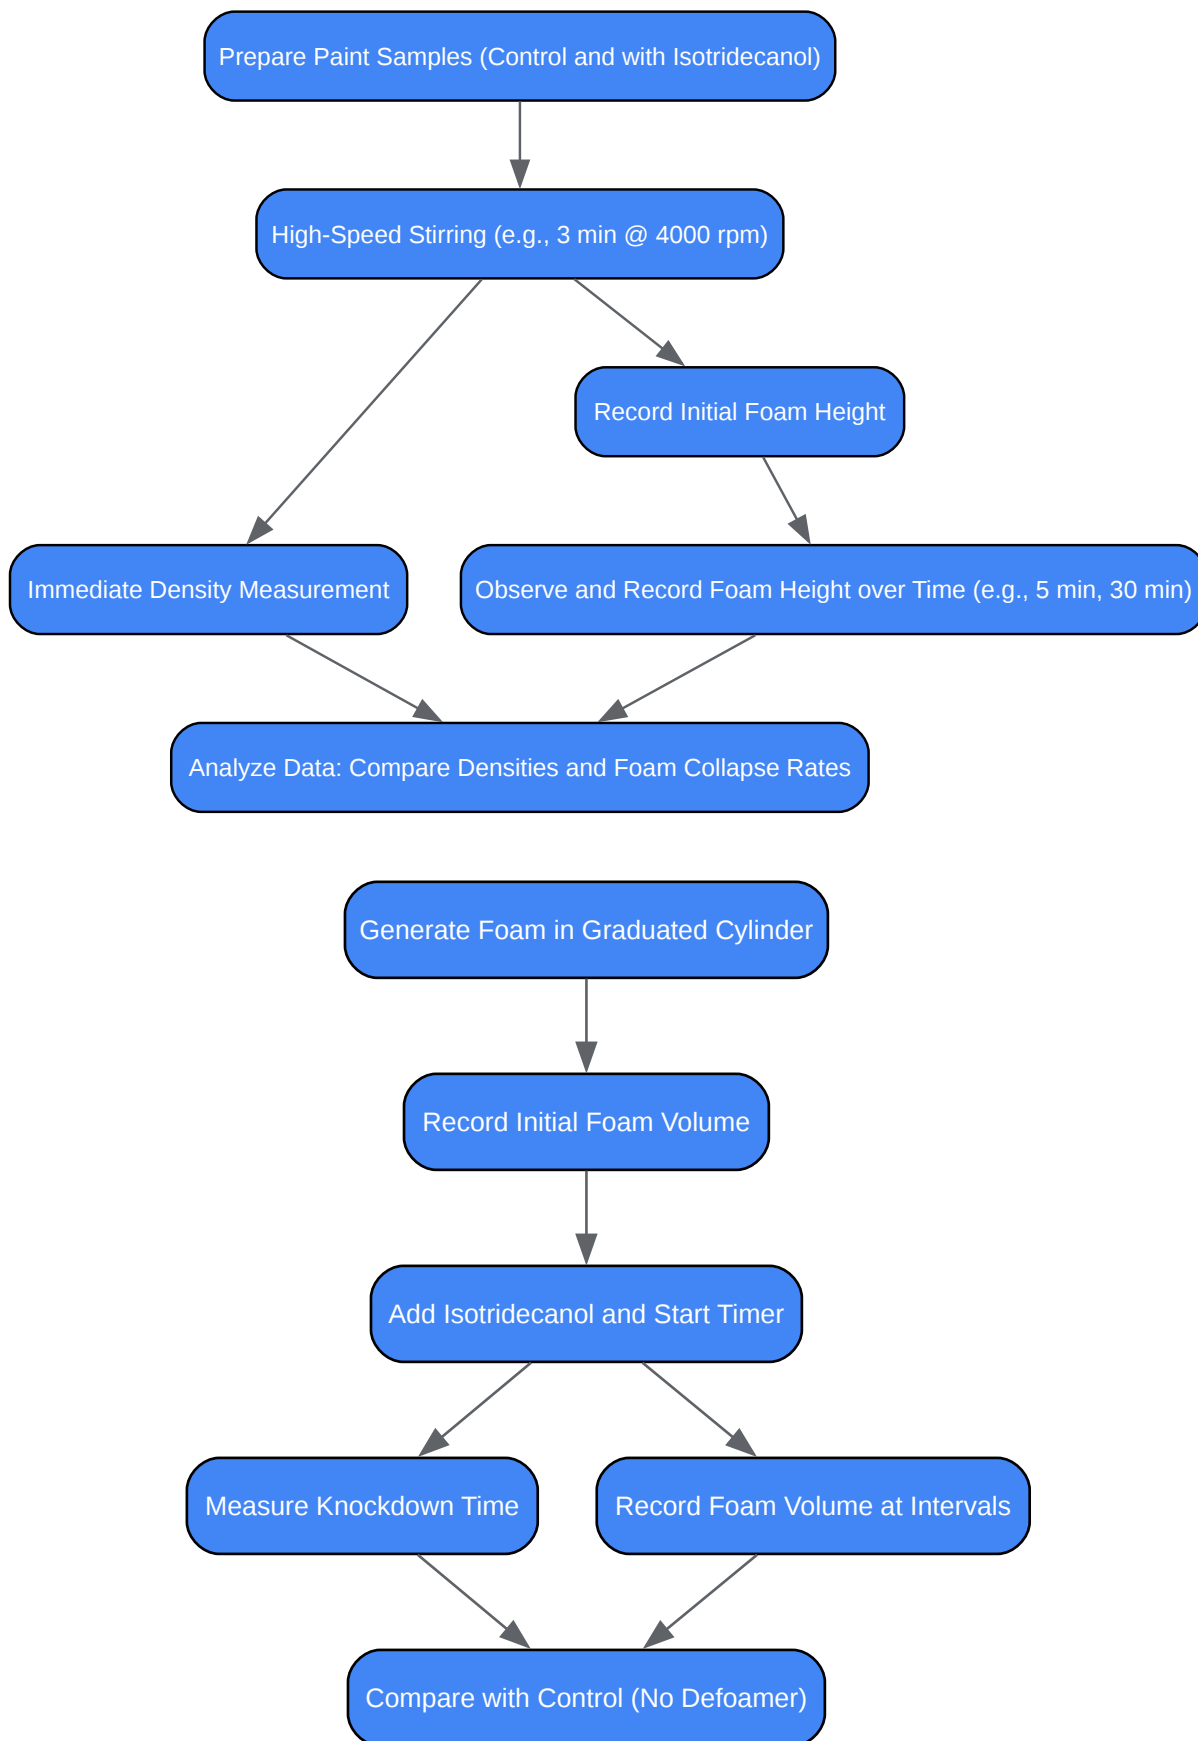 Prepare Paint Samples (Control and with Isotridecanol)
High-Speed Stirring (e.g., 3 min @ 4000 rpm)
Record Initial Foam Height
Immediate Density Measurement
Observe and Record Foam Height over Time (e.g., 5 min, 30 min)
Analyze Data: Compare Densities and Foam Collapse Rates
Generate Foam in Graduated Cylinder
Record Initial Foam Volume
Add Isotridecanol and Start Timer
Measure Knockdown Time
Record Foam Volume at Intervals
Compare with Control (No Defoamer)